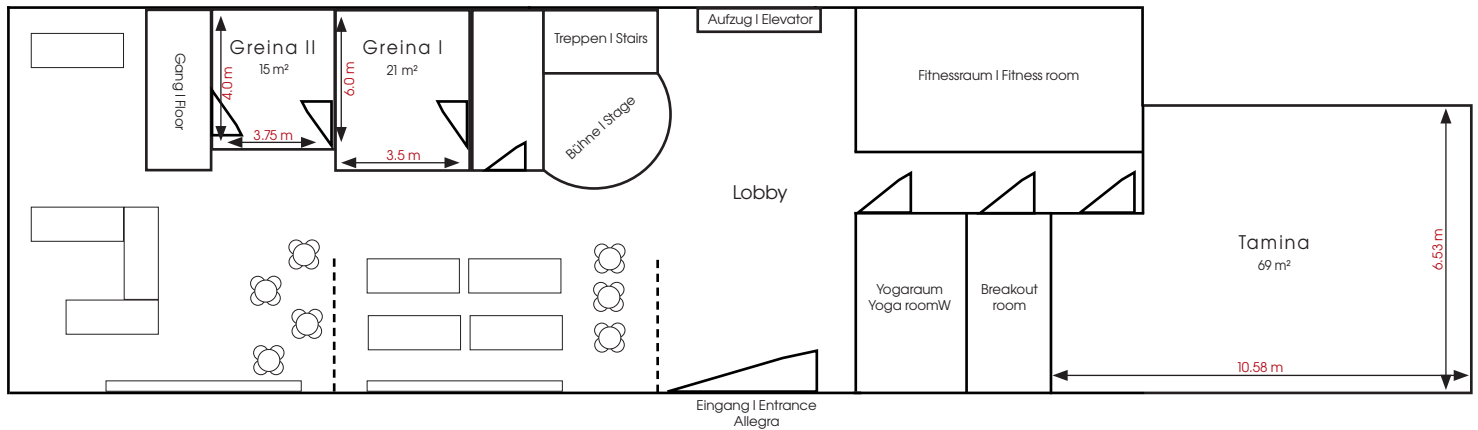 Aufzug I Elevator
Treppen I Stairs
Greina II
15 m²
4.0 m
3.75 m
Greina I
21 m²
6.0 m
3.5 m
Gang I Floor
Bühne I Stage
Fitnessraum I Fitness room
Lobby
Tamina
69 m²
6.53 m
10.58 m
Yogaraum
Yoga roomW
Breakout
room
Eingang I Entrance
Allegra